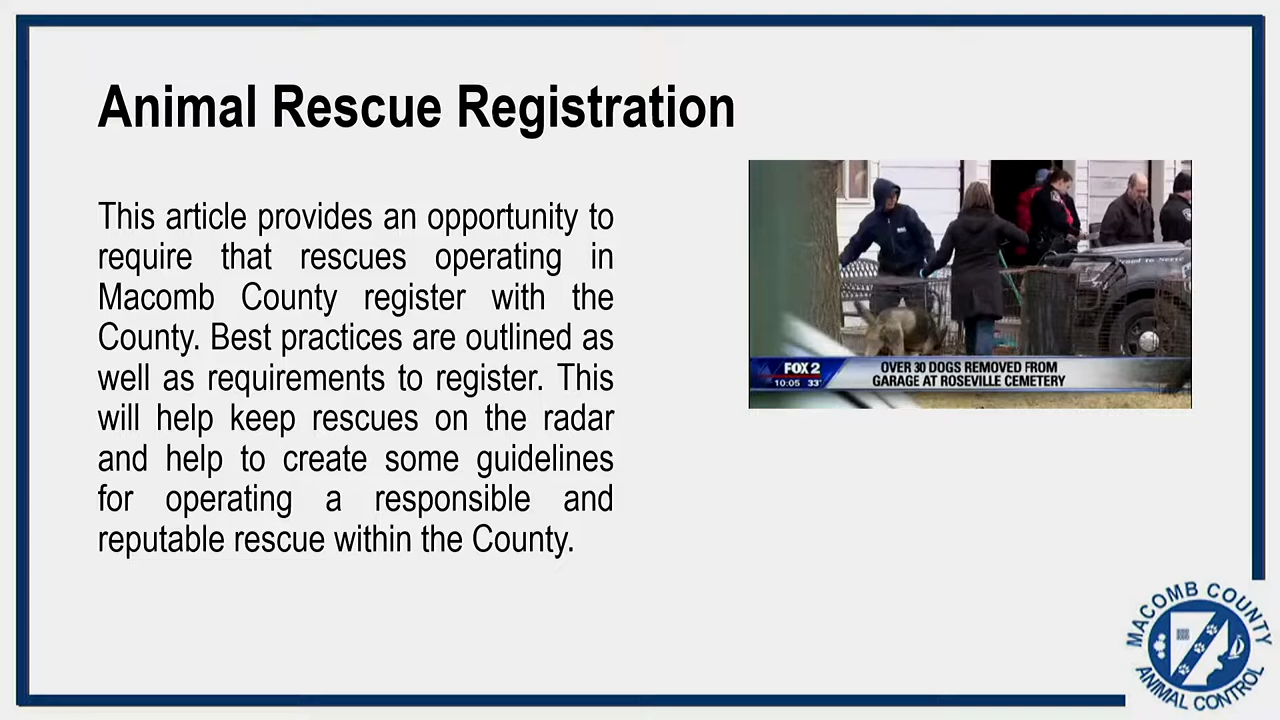 Animal Rescue Registration
This article provides an opportunity to
require that rescues operating in
Macomb County register with the
County. Best practices are outlined as
well as requirements to register. This
will help keep rescues on the radar
and help to create some guidelines
for operating a responsible and
reputable rescue within the County.
FOX 2
10:05 33°
OVER 30 DOGS REMOVED FROM
GARAGE AT ROSEVILLE CEMETERY
MACOMB COUNTY
ANIMAL CONTROL